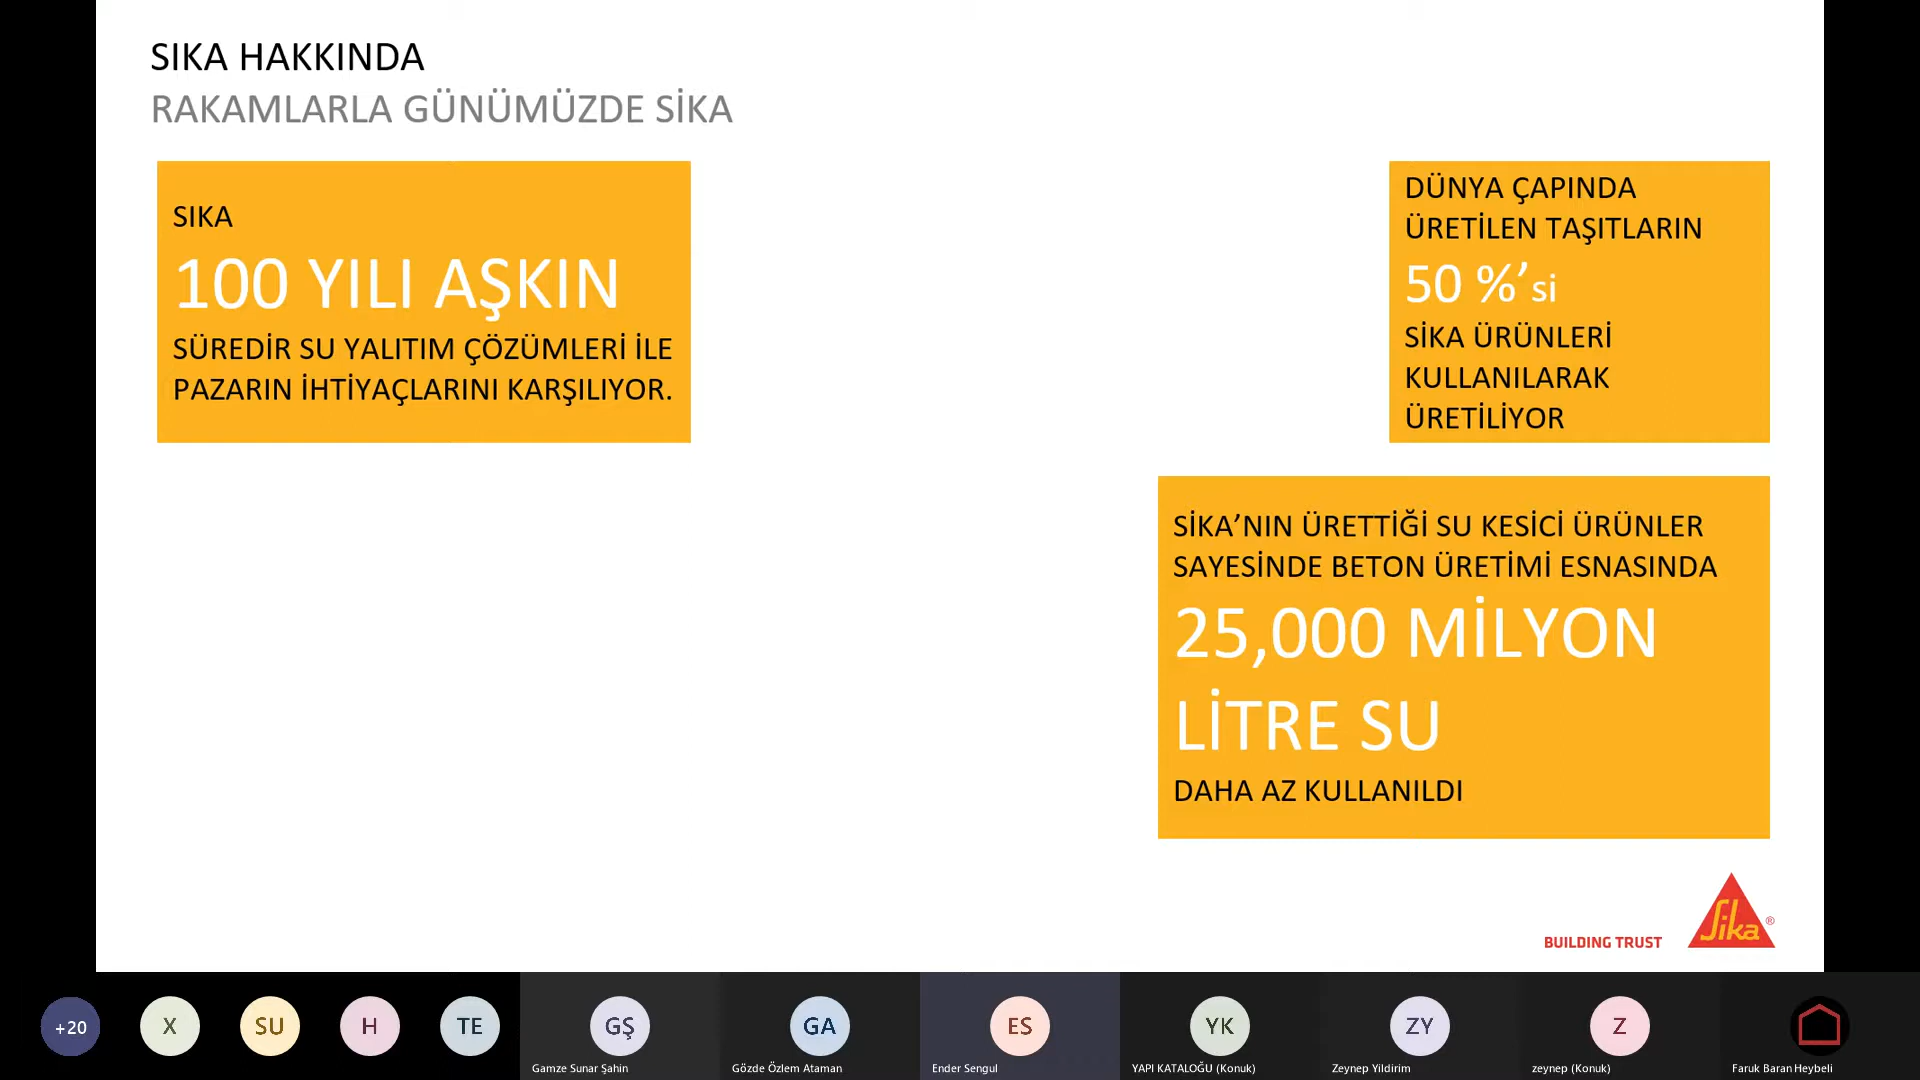 SIKA HAKKINDA
RAKAMLARLA GÜNÜMÜZDE SİKA
SIKA
100 YILI AŞKIN
SÜREDİR SU YALITIM ÇÖZÜMLERİ İLE
PAZARIN İHTİYAÇLARINI KARŞILIYOR.
DÜNYA ÇAPINDA
ÜRETİLEN TAŞITLARIN
50 %’si
SİKA ÜRÜNLERİ
KULLANILARAK
ÜRETİLİYOR
SİKA’NIN ÜRETTİĞİ SU KESİCİ ÜRÜNLER
SAYESİNDE BETON ÜRETİMİ ESNASINDA
25,000 MİLYON
LİTRE SU
DAHA AZ KULLANILDI
BUILDING TRUST
Sika®
+20
X
SU
H
TE
GŞ
Gamze Sunar Şahin
GA
Gözde Özlem Ataman
ES
Ender Sengul
YK
YAPI KATALOĞU (Konuk)
ZY
Zeynep Yildirim
Z
zeynep (Konuk)
Faruk Baran Heybeli